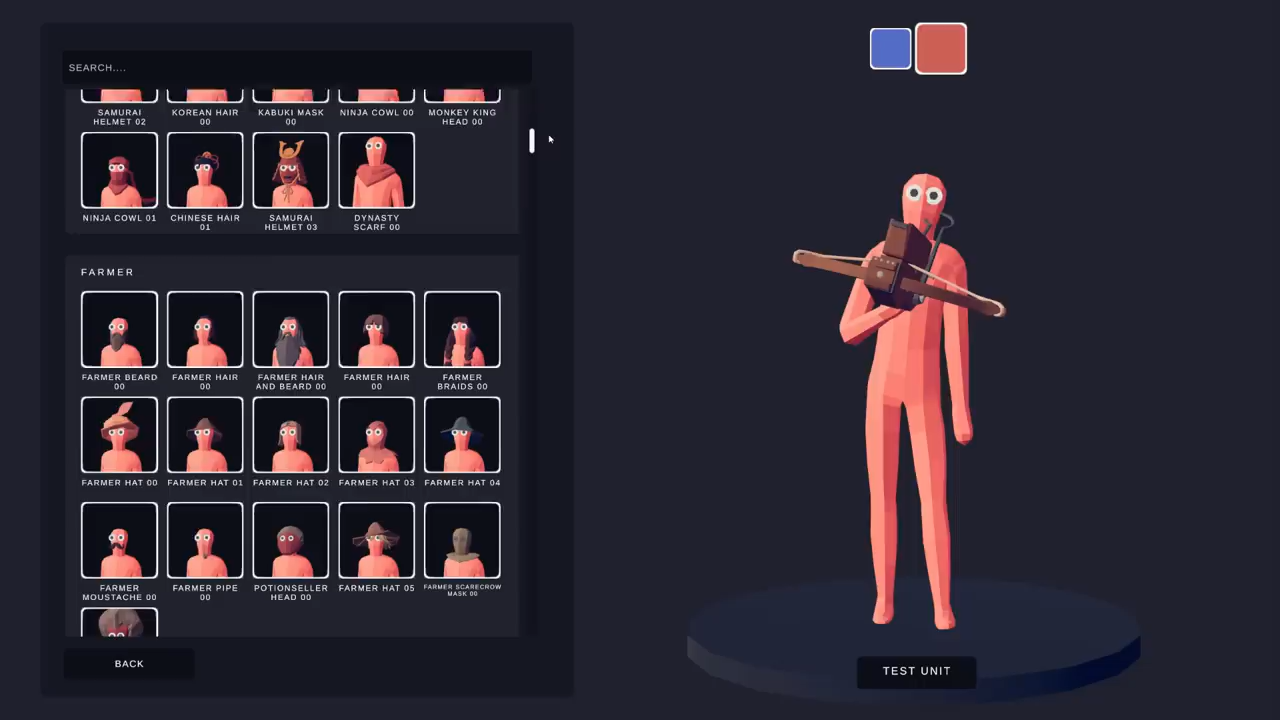 SEARCH....
SAMURAI
HELMET 02
KOREAN HAIR
00
KABUKI MASK
00
NINJA COWL 00
MONKEY KING
HEAD 00
NINJA COWL 01
CHINESE HAIR
01
SAMURAI
HELMET 03
DYNASTY
SCARF 00
FARMER
FARMER BEARD
00
FARMER HAIR
00
FARMER HAIR
AND BEARD 00
FARMER HAIR
00
FARMER
BRAIDS 00
FARMER HAT 00
FARMER HAT 01
FARMER HAT 02
FARMER HAT 03
FARMER HAT 04
FARMER
MOUSTACHE 00
FARMER PIPE
00
POTIONSELLER
HEAD 00
FARMER HAT 05
FARMER SCARECROW
MASK 00
BACK
TEST UNIT